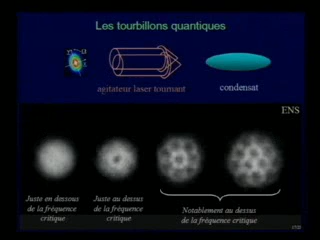 Les tourbillons quantiques
agitateur laser tournant
condensat
ENS
Juste en dessous
de la fréquence
critique
Juste au dessus
de la fréquence
critique
Notablement au dessus
de la fréquence critique